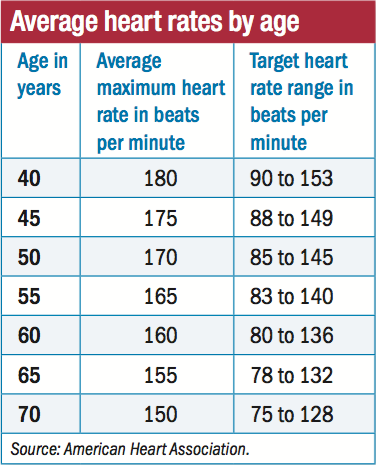 Average heart rates by age
Age in years Average maximum heart rate in beats per minute Target heart rate range in beats per minute
40 180 90 to 153
45 175 88 to 149
50 170 85 to 145
55 165 83 to 140
60 160 80 to 136
65 155 78 to 132
70 150 75 to 128
Source: American Heart Association.